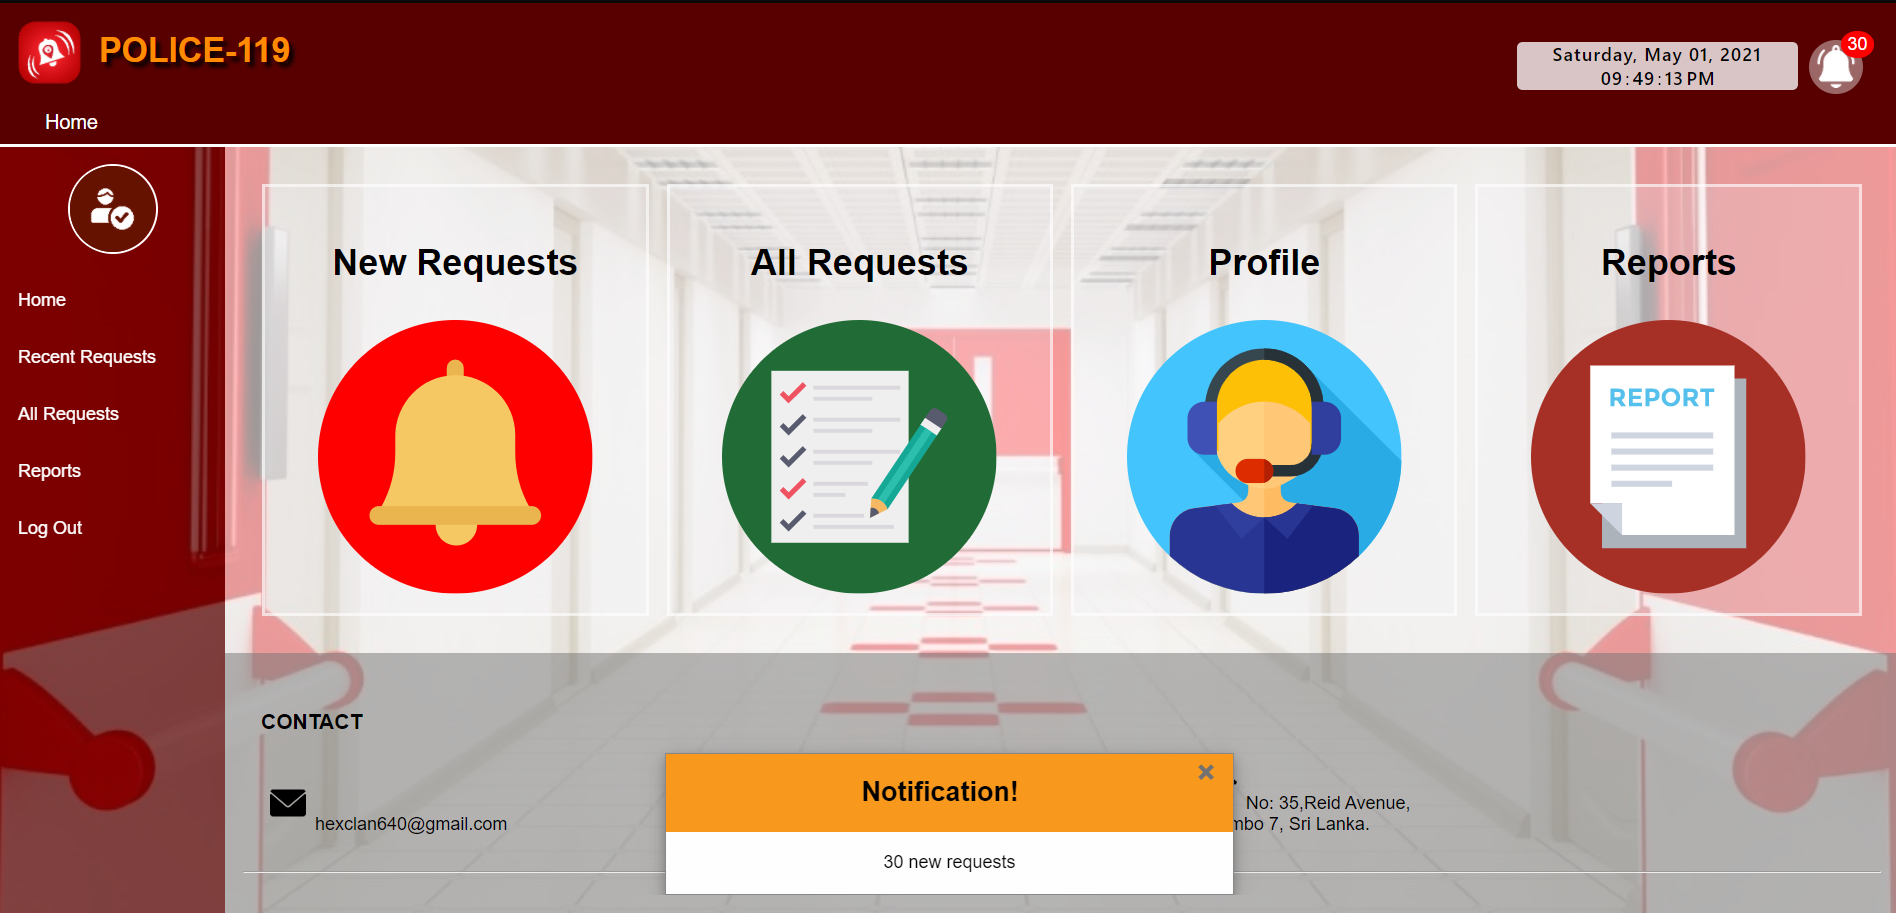 POLICE-119
Saturday, May 01, 2021
09:49:13 PM
30
Home
Home
Recent Requests
All Requests
Reports
Log Out
New Requests
All Requests
Profile
Reports
REPORT
CONTACT
hexclan640@gmail.com
No: 35,Reid Avenue,
mbo 7, Sri Lanka.
Notification!
×
30 new requests